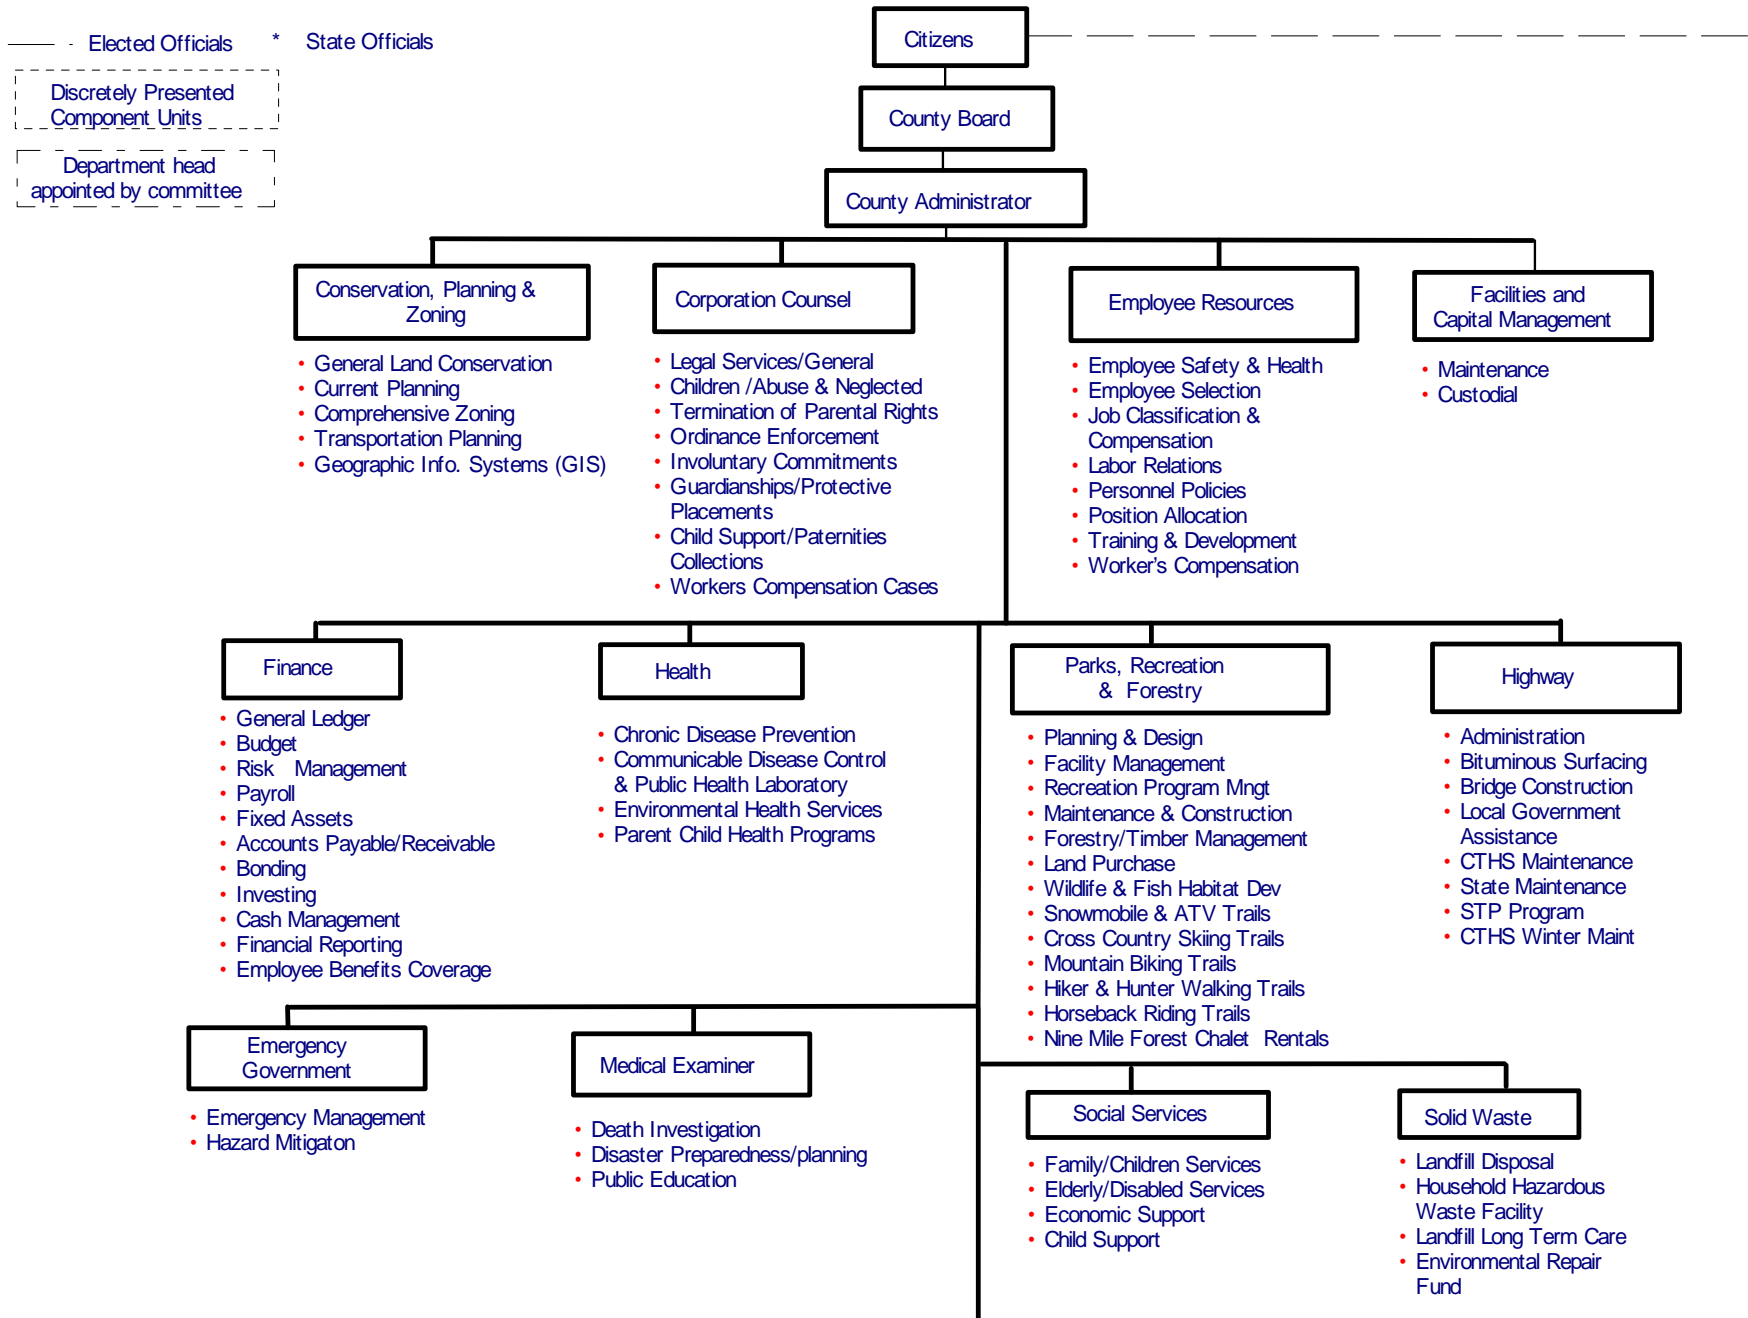 Elected Officials * State Officials
Discretely Presented
Component Units
Department head
appointed by committee
Citizens
County Board
County Administrator
Conservation, Planning &
Zoning
• General Land Conservation
• Current Planning
• Comprehensive Zoning
• Transportation Planning
• Geographic Info. Systems (GIS)
Corporation Counsel
• Legal Services/General
• Children /Abuse & Neglected
• Termination of Parental Rights
• Ordinance Enforcement
• Involuntary Commitments
• Guardianships/Protective
Placements
• Child Support/Paternities
Collections
• Workers Compensation Cases
Employee Resources
• Employee Safety & Health
• Employee Selection
• Job Classification &
Compensation
• Labor Relations
• Personnel Policies
• Position Allocation
• Training & Development
• Worker's Compensation
Facilities and
Capital Management
• Maintenance
• Custodial
Finance
• General Ledger
• Budget
• Risk Management
• Payroll
• Fixed Assets
• Accounts Payable/Receivable
• Bonding
• Investing
• Cash Management
• Financial Reporting
• Employee Benefits Coverage
Health
• Chronic Disease Prevention
• Communicable Disease Control
& Public Health Laboratory
• Environmental Health Services
• Parent Child Health Programs
Parks, Recreation
& Forestry
• Planning & Design
• Facility Management
• Recreation Program Mngt
• Maintenance & Construction
• Forestry/Timber Management
• Land Purchase
• Wildlife & Fish Habitat Dev
• Snowmobile & ATV Trails
• Cross Country Skiing Trails
• Mountain Biking Trails
• Hiker & Hunter Walking Trails
• Horseback Riding Trails
• Nine Mile Forest Chalet Rentals
Highway
• Administration
• Bituminous Surfacing
• Bridge Construction
• Local Government
Assistance
• CTHS Maintenance
• State Maintenance
• STP Program
• CTHS Winter Maint
Emergency
Government
• Emergency Management
• Hazard Mitigaton
Medical Examiner
• Death Investigation
• Disaster Preparedness/planning
• Public Education
Social Services
• Family/Children Services
• Elderly/Disabled Services
• Economic Support
• Child Support
Solid Waste
• Landfill Disposal
• Household Hazardous
Waste Facility
• Landfill Long Term Care
• Environmental Repair
Fund